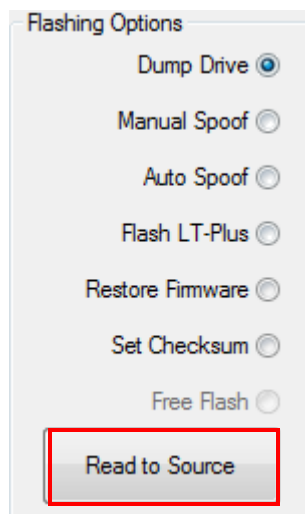 Flashing Options
Dump Drive
Manual Spoof
Auto Spoof
Flash LT-Plus
Restore Firmware
Set Checksum
Free Flash
Read to Source